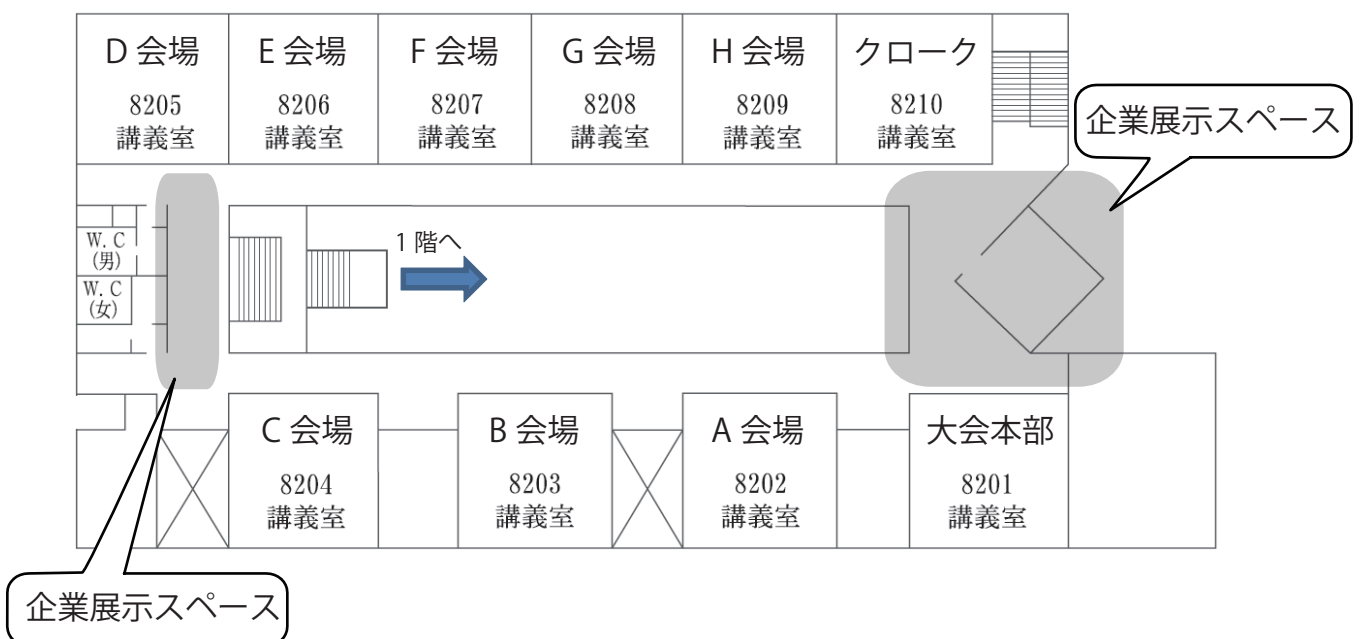 D 会場
8205
講義室
E 会場
8206
講義室
F 会場
8207
講義室
G 会場
8208
講義室
H 会場
8209
講義室
クローク
8210
講義室
企業展示スペース
W. C
(男)
W. C
(女)
1 階へ
C 会場
8204
講義室
B 会場
8203
講義室
A 会場
8202
講義室
大会本部
8201
講義室
企業展示スペース